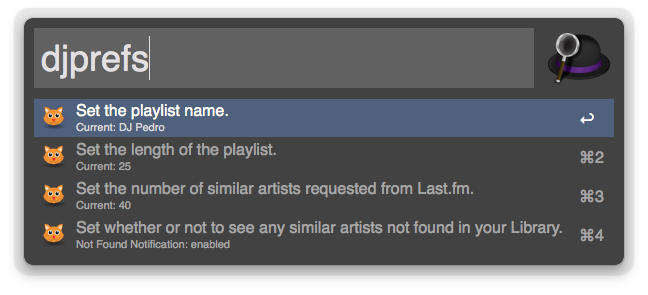 djprefs
Set the playlist name.
Current: DJ Pedro
↩
Set the length of the playlist.
Current: 25
⌘2
Set the number of similar artists requested from Last.fm.
Current: 40
⌘3
Set whether or not to see any similar artists not found in your Library.
Not Found Notification: enabled
⌘4